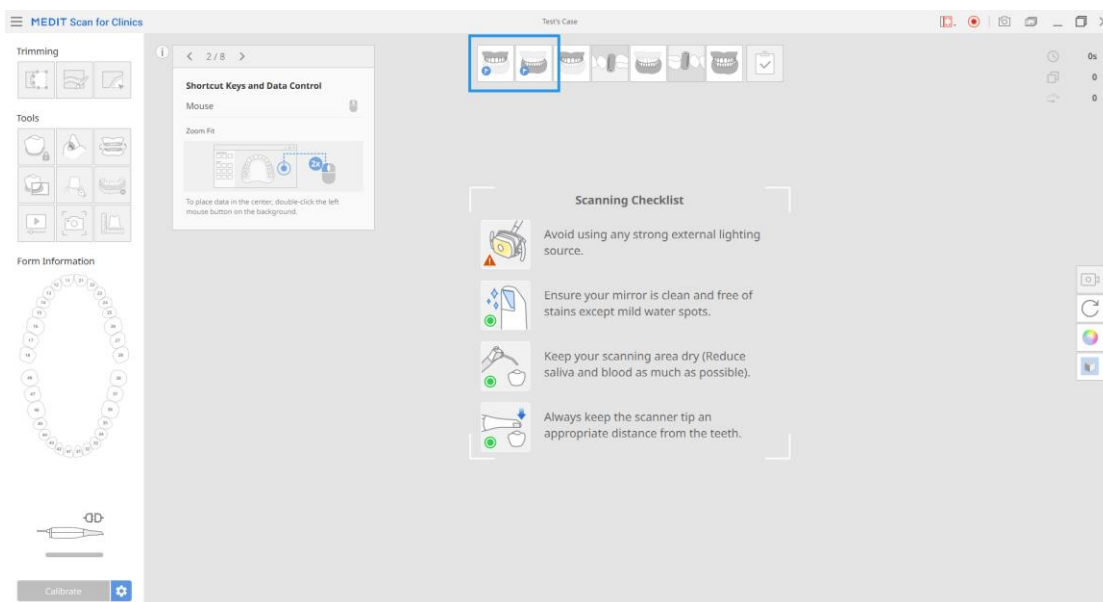 MEDIT Scan for Clinics
Test's Case
Trimming
Tools
Form Information
Calibrate
2/8
Shortcut Keys and Data Control
Mouse
Zoom Fit
2x
To place data in the center, double-click the left
mouse button on the background.
Scanning Checklist
Avoid using any strong external lighting
source.
Ensure your mirror is clean and free of
stains except mild water spots.
Keep your scanning area dry (Reduce
saliva and blood as much as possible).
Always keep the scanner tip an
appropriate distance from the teeth.
0s
0
0